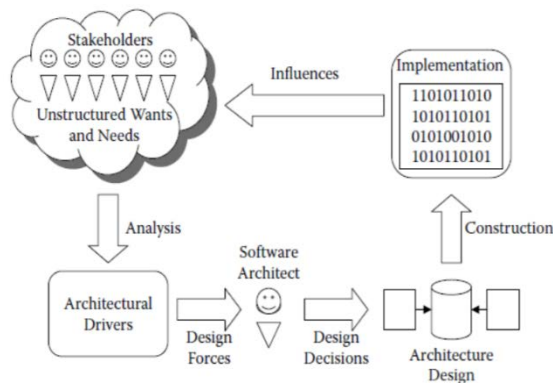 Stakeholders
Unstructured Wants
and Needs
Influences
Implementation
1101011010
1010110101
0101001010
1010110101
Analysis
Construction
Architectural
Drivers
Design
Forces
Software
Architect
Design
Decisions
Architecture
Design